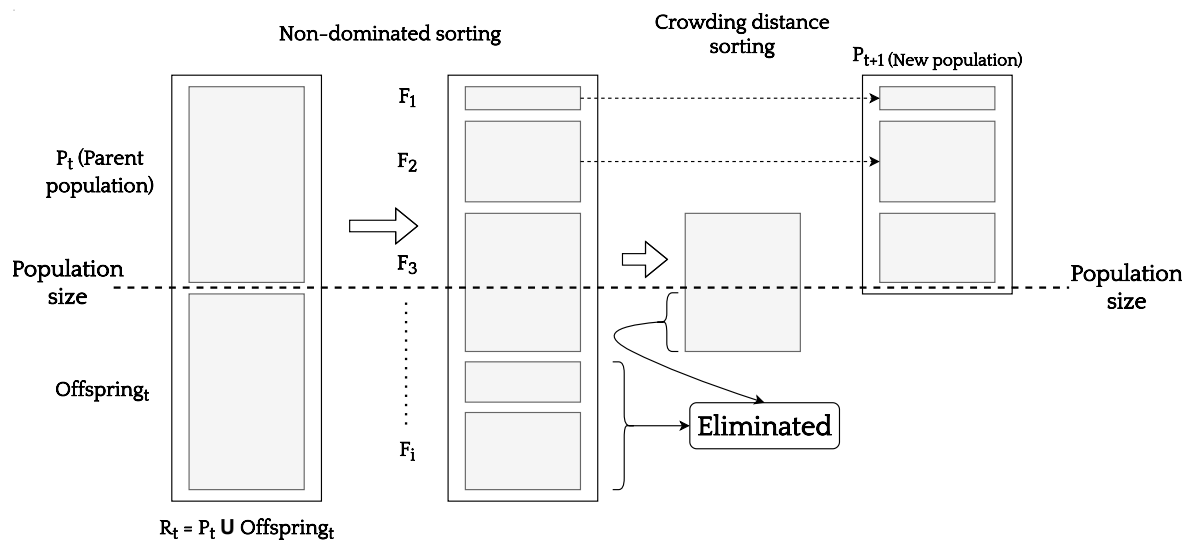 Non-dominated sorting
Crowding distance
sorting
Pt+1 (New population)
F1
Pt (Parent
population)
F2
F3
Population
size
Population
size
Offspringt
Eliminated
Fi
Rt = Pt U Offspringt